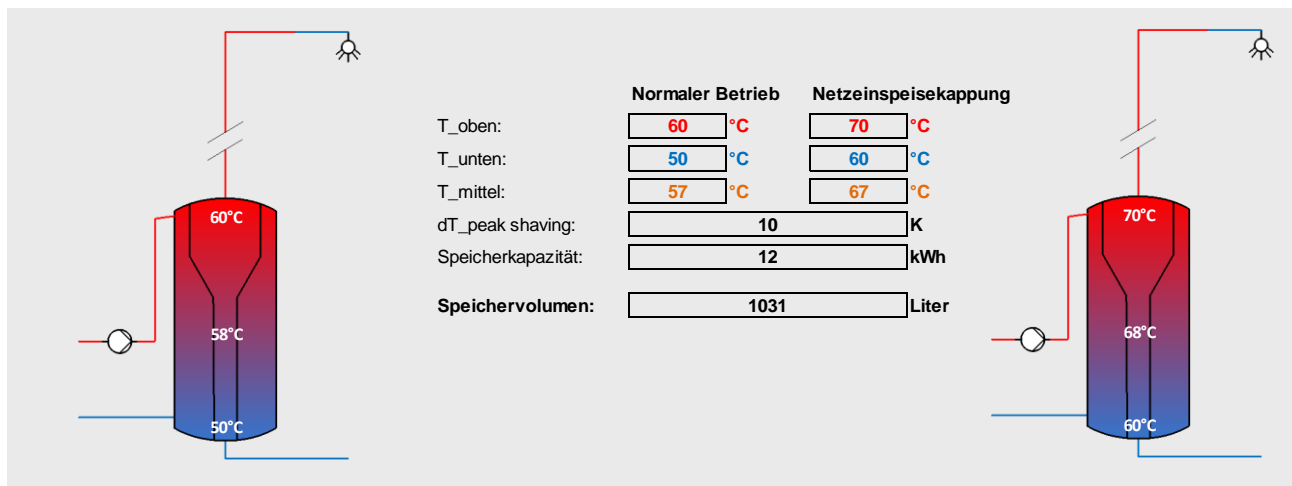 Normaler Betrieb Netzeinspeisekappung
T_oben: 60 °C 70 °C
T_unten: 50 °C 60 °C
T_mittel: 57 °C 67 °C
dT_peak shaving: 10 K
Speicherkapazität: 12 kWh
Speichervolumen: 1031 Liter
60°C
58°C
50°C
70°C
68°C
60°C